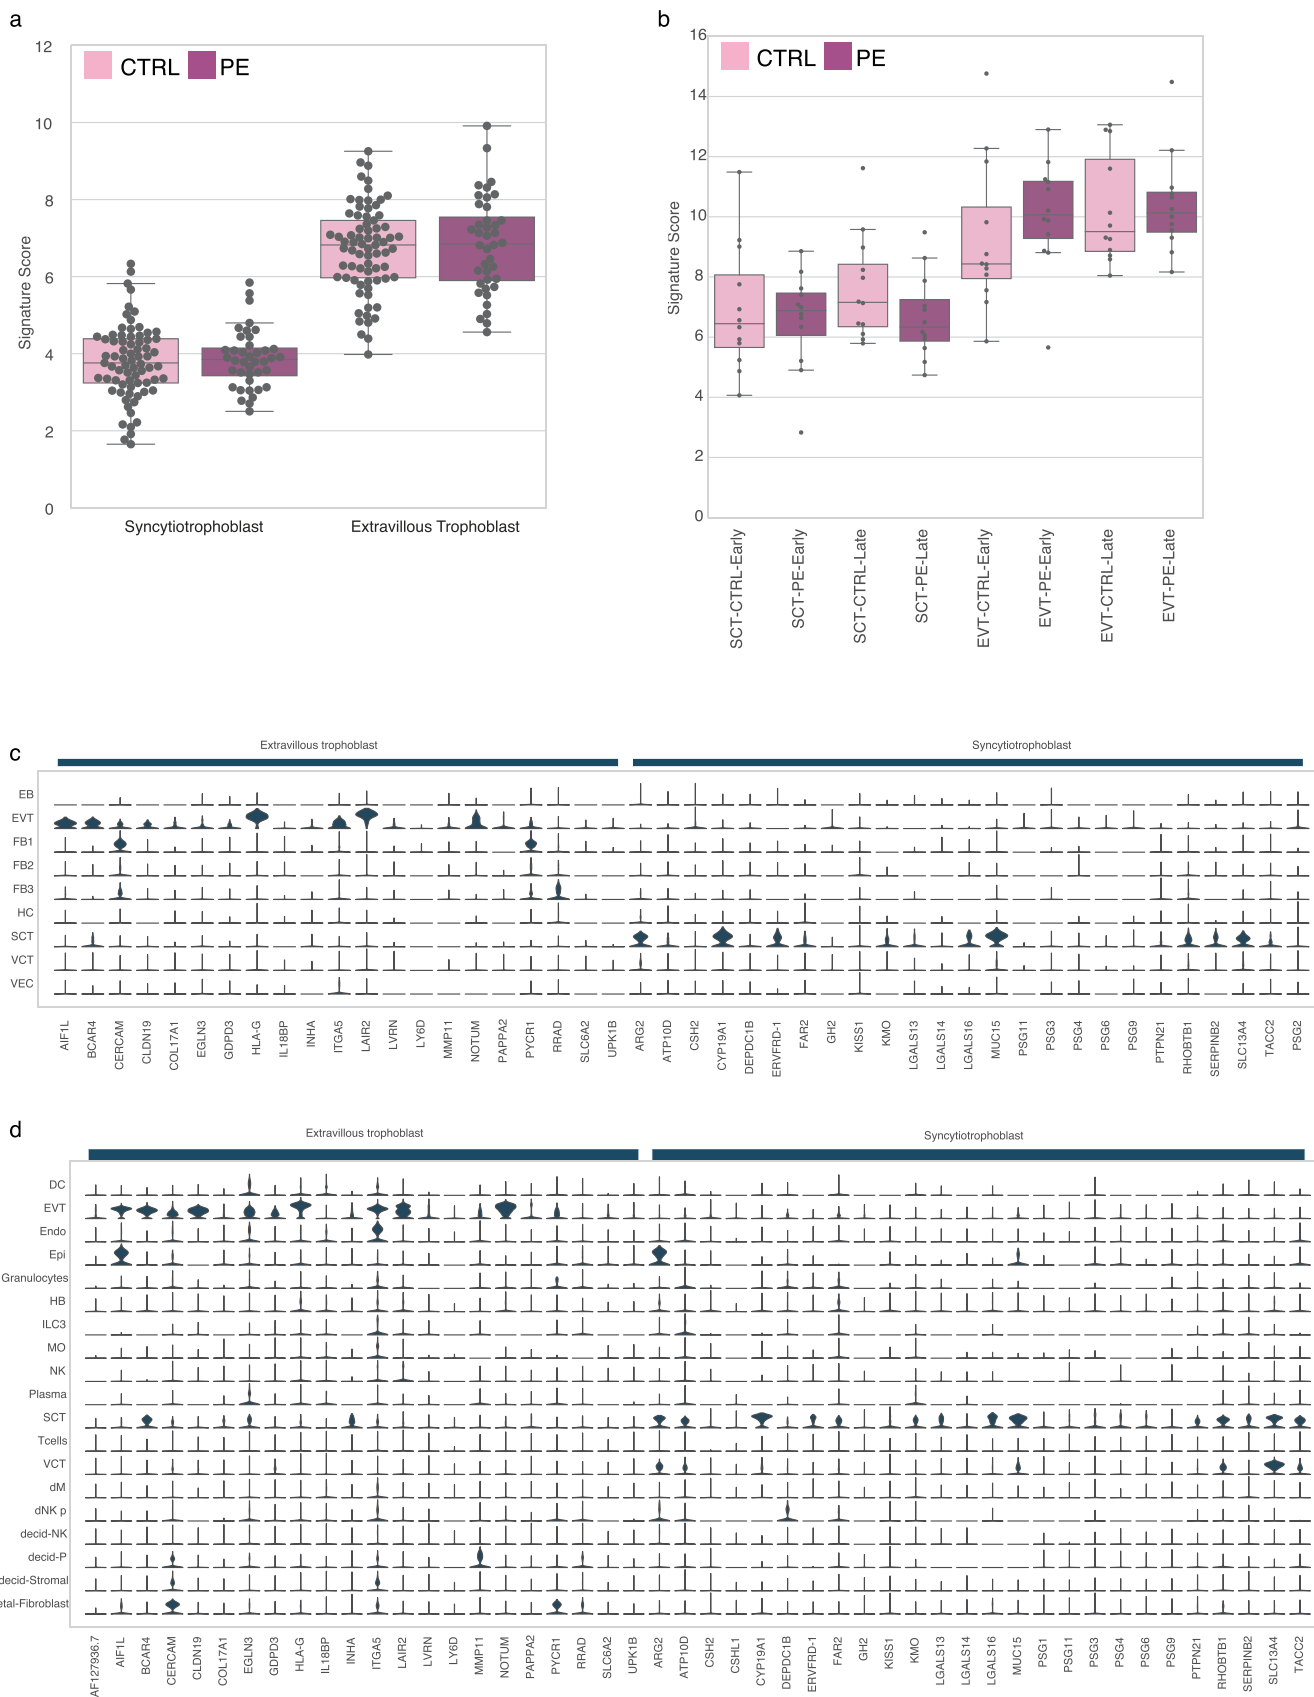 a
12
10
8
6
4
2
0
Signature Score
CTRL PE
Syncytiotrophoblast Extravillous Trophoblast
b
16
14
12
10
8
6
4
2
0
Signature Score
CTRL PE
SCT-CTRL-Early
SCT-PE-Early
SCT-CTRL-Late
SCT-PE-Late
EVT-CTRL-Early
EVT-PE-Early
EVT-CTRL-Late
EVT-PE-Late
c
Extravillous trophoblast Syncytiotrophoblast
EB
EVT
FB1
FB2
FB3
HC
SCT
VCT
VEC
AIF1L
BCAR4
CERCAM
CLDN19
COL17A1
EGLN3
GDPD3
HLA-G
IL18BP
INHA
ITGA5
LAIR2
LVRN
LY6D
MMP11
NOTUM
PAPPA2
PYCR1
RRAD
SLC6A2
UPK1B
ARG2
ATP10D
CSH2
CYP19A1
DEPDC1B
ERVFRD-1
FAR2
GH2
KISS1
KMO
LGALS13
LGALS14
LGALS16
MUC15
PSG11
PSG3
PSG4
PSG6
PSG9
PTPN21
RHOBTB1
SERPINB2
SLC13A4
TACC2
PSG2
d
Extravillous trophoblast Syncytiotrophoblast
DC
EVT
Endo
Epi
Granulocytes
HB
ILC3
MO
NK
Plasma
SCT
Tcells
VCT
dM
dNK p
decid-NK
decid-P
decid-Stromal
etal-Fibroblast
AF127936.7
AIF1L
BCAR4
CERCAM
CLDN19
COL17A1
EGLN3
GDPD3
HLA-G
IL18BP
INHA
ITGA5
LAIR2
LVRN
LY6D
MMP11
NOTUM
PAPPA2
PYCR1
RRAD
SLC6A2
UPK1B
ARG2
ATP10D
CSH2
CSHL1
CYP19A1
DEPDC1B
ERVFRD-1
FAR2
GH2
KISS1
KMO
LGALS13
LGALS14
LGALS16
MUC15
PSG1
PSG11
PSG3
PSG4
PSG6
PSG9
PTPN21
RHOBTB1
SERPINB2
SLC13A4
TACC2